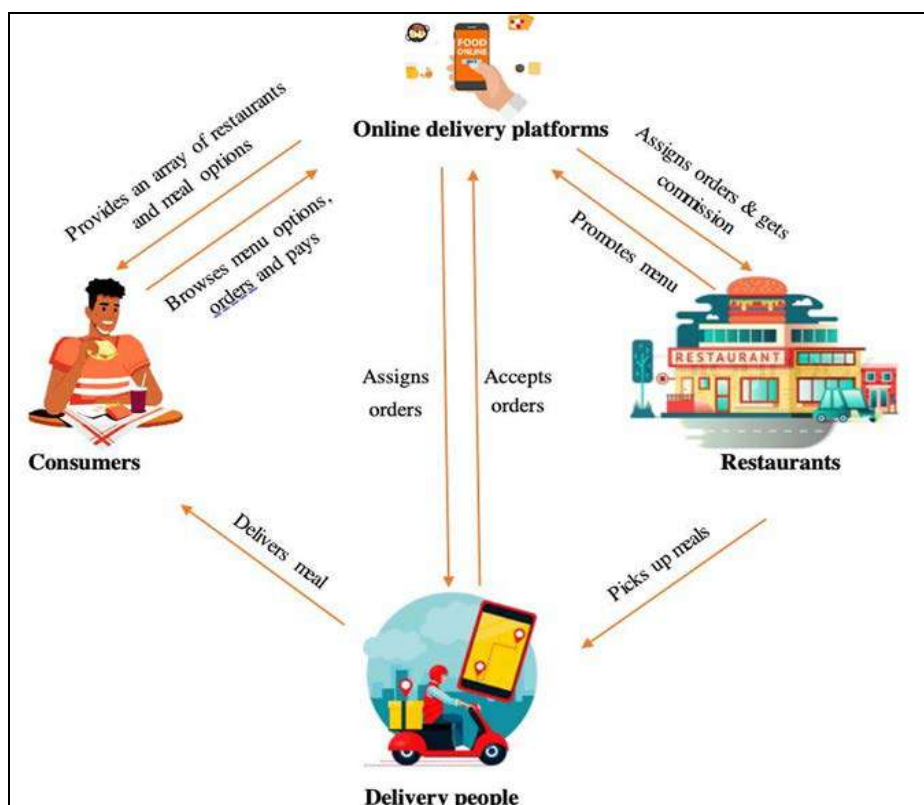 FOOD
ONLINE
Online delivery platforms
Provides an array of restaurants
and meal options
Browses menu options,
orders and pays
Assigns orders & gets
commission
Promotes menu
RESTAURANT
Assigns
orders
Accepts
orders
Consumers
Restaurants
Delivers meal
Picks up meals
Delivery people